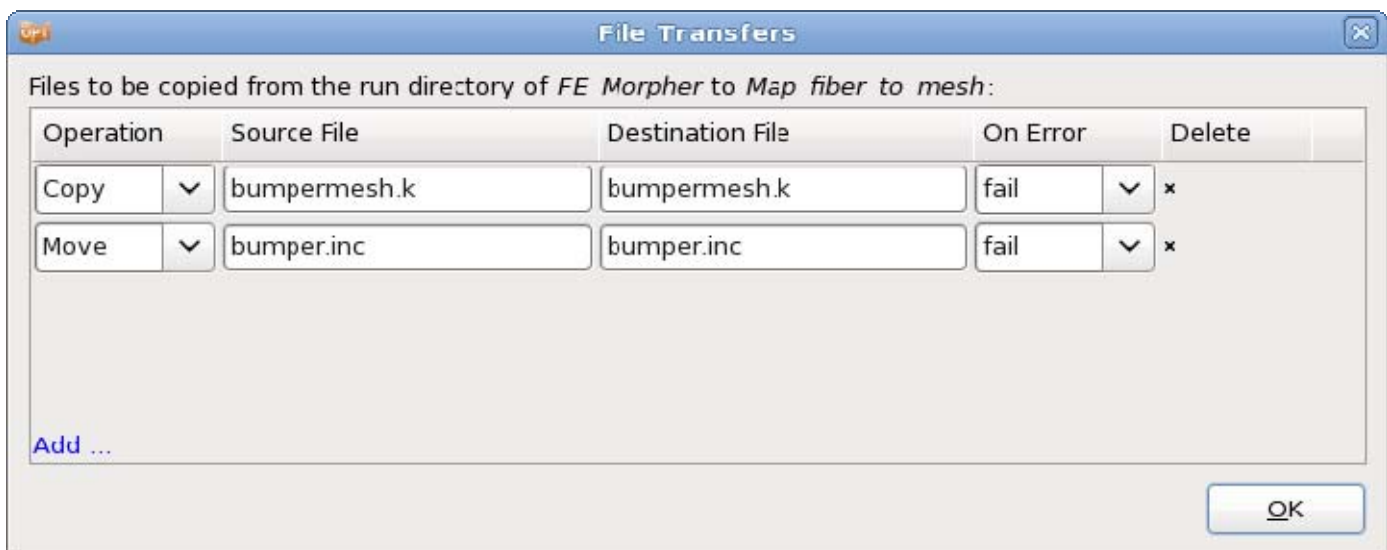 File Transfers
Files to be copied from the run directory of FE Morpher to Map fiber to mesh:
Operation Source File Destination File On Error Delete
Copy bumpermesh.k bumpermesh.k fail
Move bumper.inc bumper.inc fail
Add ...
OK